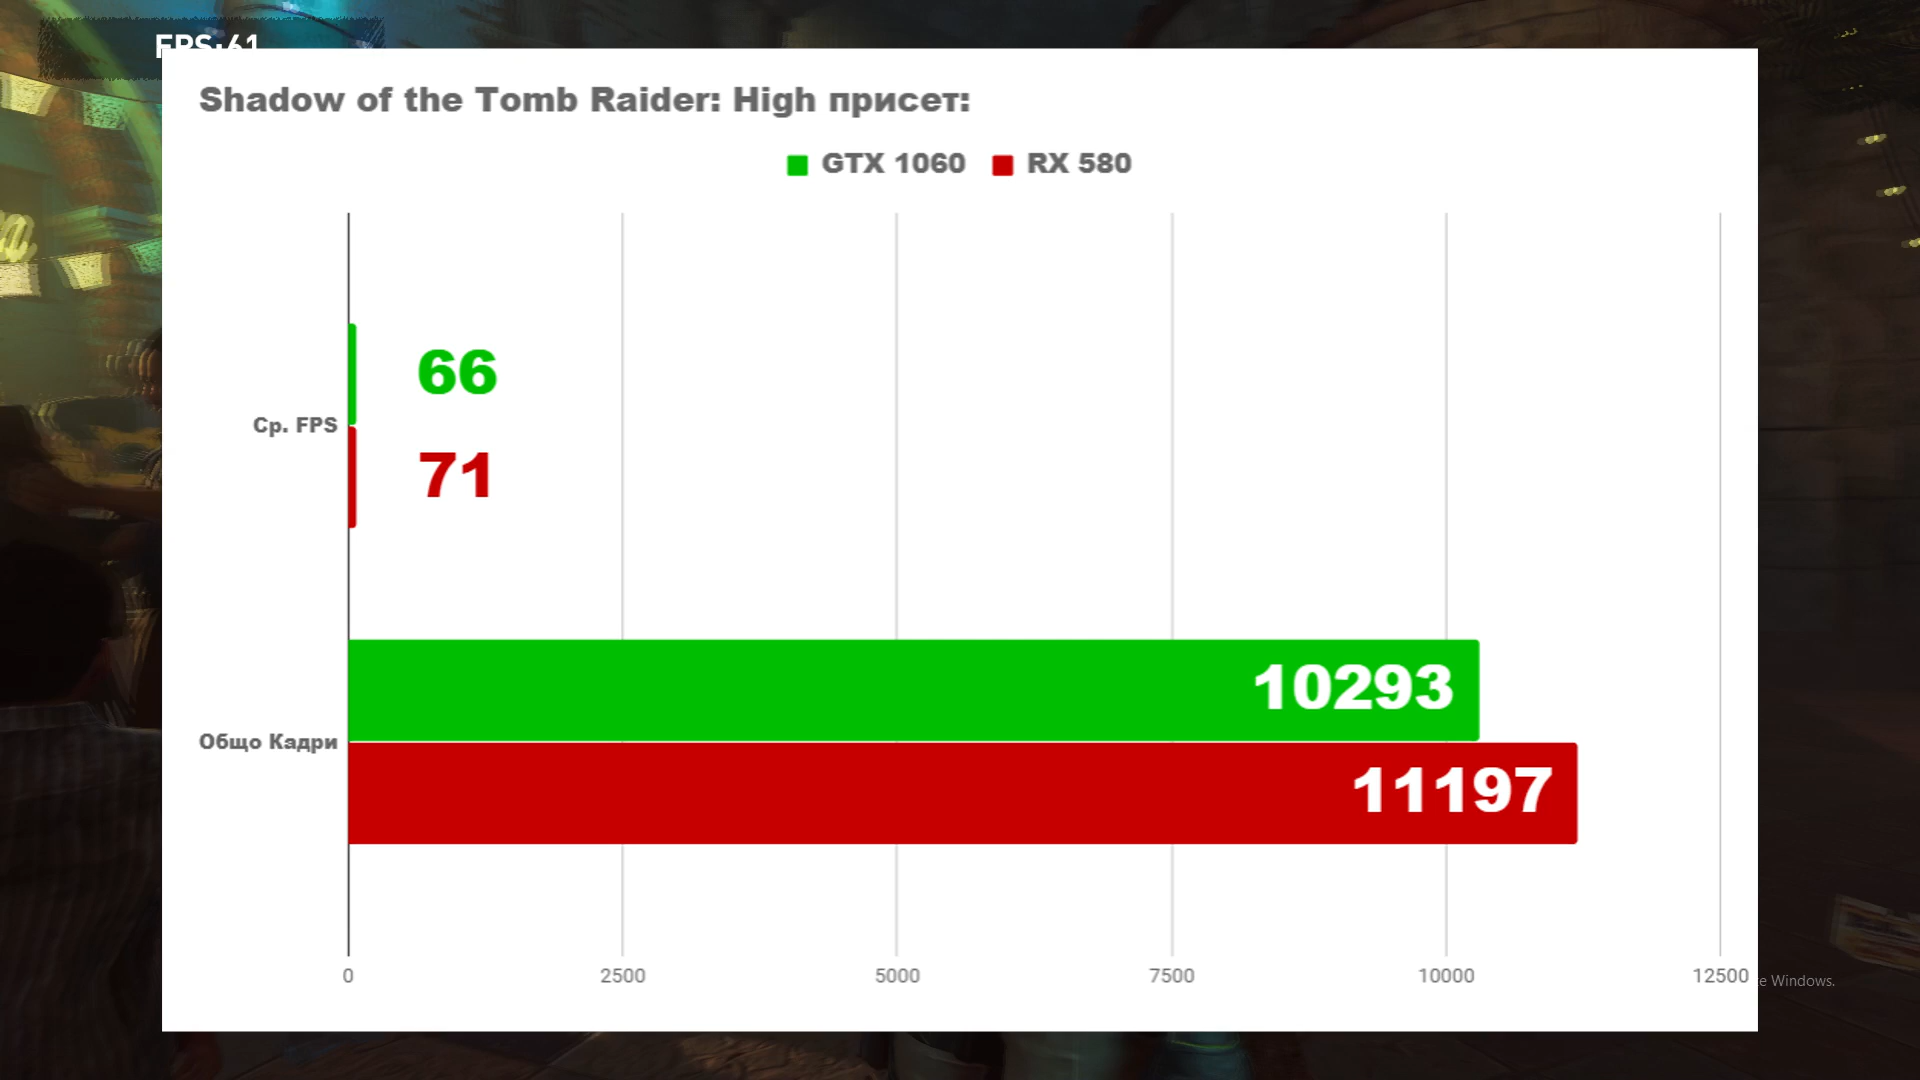 FPS:61
Shadow of the Tomb Raider: High присет:
GTX 1060 RX 580
66
Ср. FPS
71
10293
Общо Кадри
11197
0 2500 5000 7500 10000 12500
Windows.